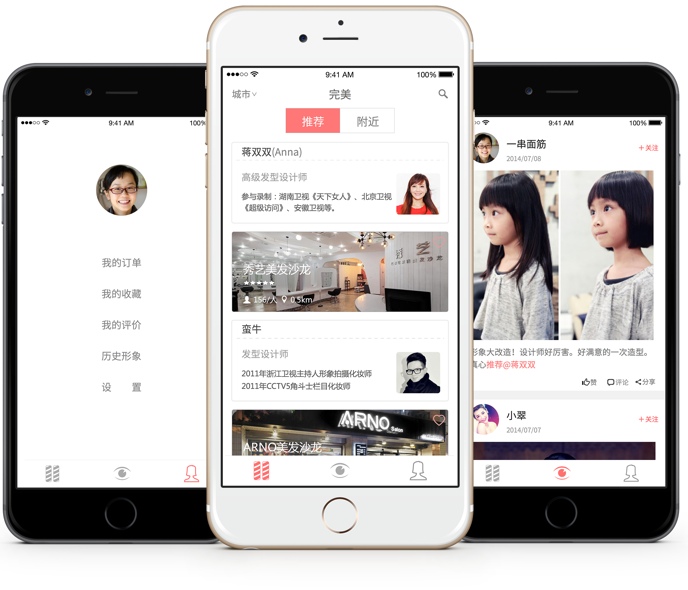 9:41 AM
100%
我的订单
我的收藏
我的评价
历史形象
设 置
9:41 AM
100%
城市
完美
推荐
附近
蒋双双(Anna)
高级发型设计师
参与录制：湖南卫视《天下女人》、北京卫视
《超级访问》、安徽卫视等。
秀艺美发沙龙
156/人
0.5km
蛮牛
发型设计师
2011年浙江卫视主持人形象拍摄化妆师
2011年CCTV5角斗士栏目化妆师
ARNO
Salon
ARNO美发沙龙
9:41 AM
100%
一串面筋
+关注
2014/07/08
形象大改造！设计师好厉害。好满意的一次造型。
真心推荐@蒋双双
赞
评论
分享
小翠
+关注
2014/07/07